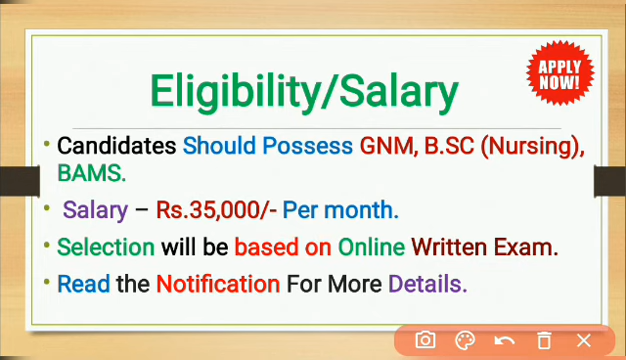 APPLY
NOW!
Eligibility/Salary
• Candidates Should Possess GNM, B.SC (Nursing),
BAMS.
• Salary – Rs.35,000/- Per month.
• Selection will be based on Online Written Exam.
• Read the Notification For More Details.